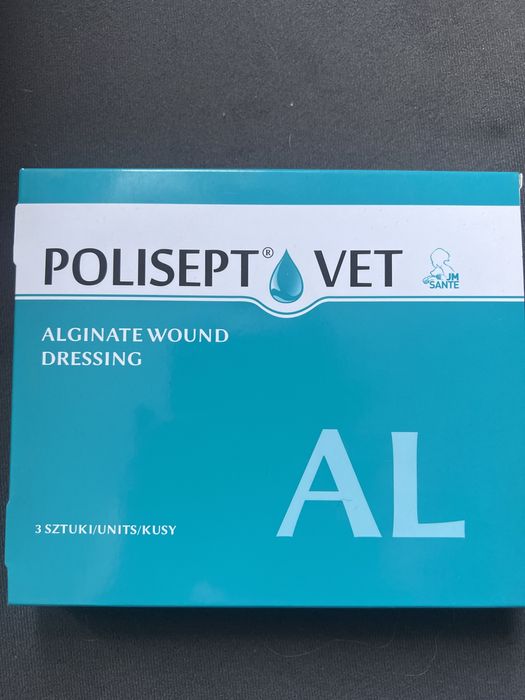 POLISEPT® VET
JM
SANTE
ALGINATE WOUND
DRESSING
AL
3 SZTUKI/UNITS/KUSY